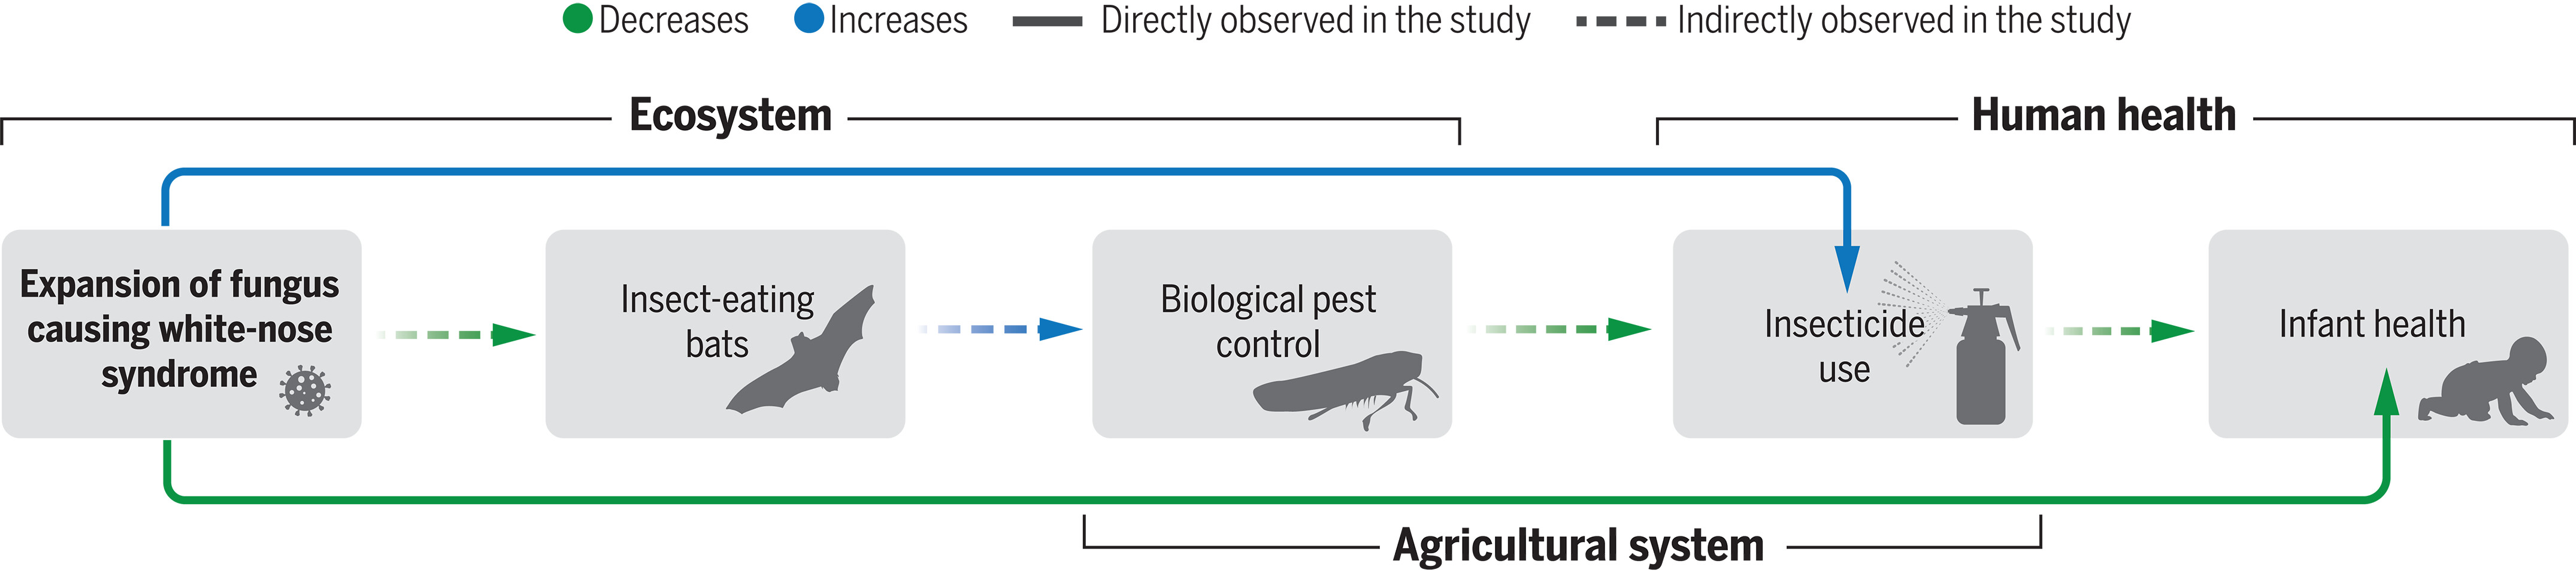 Decreases Increases Directly observed in the study Indirectly observed in the study
Ecosystem
Human health
Expansion of fungus
causing white-nose
syndrome
Insect-eating
bats
Biological pest
control
Insecticide
use
Infant health
Agricultural system